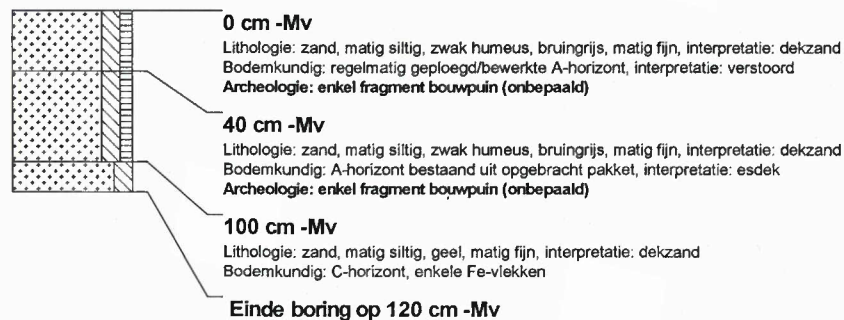 0 cm -Mv
Lithologie: zand, matig siltig, zwak humeus, bruingrijs, matig fijn, interpretatie: dekzand
Bodemkundig: regelmatig geploegd/bewerkte A-horizont, interpretatie: verstoord
Archeologie: enkel fragment bouwpuin (onbepaald)
40 cm -Mv
Lithologie: zand, matig siltig, zwak humeus, bruingrijs, matig fijn, interpretatie: dekzand
Bodemkundig: A-horizont bestaand uit opgebracht pakket, interpretatie: esdek
Archeologie: enkel fragment bouwpuin (onbepaald)
100 cm -Mv
Lithologie: zand, matig siltig, geel, matig fijn, interpretatie: dekzand
Bodemkundig: C-horizont, enkele Fe-vlekken
Einde boring op 120 cm -Mv